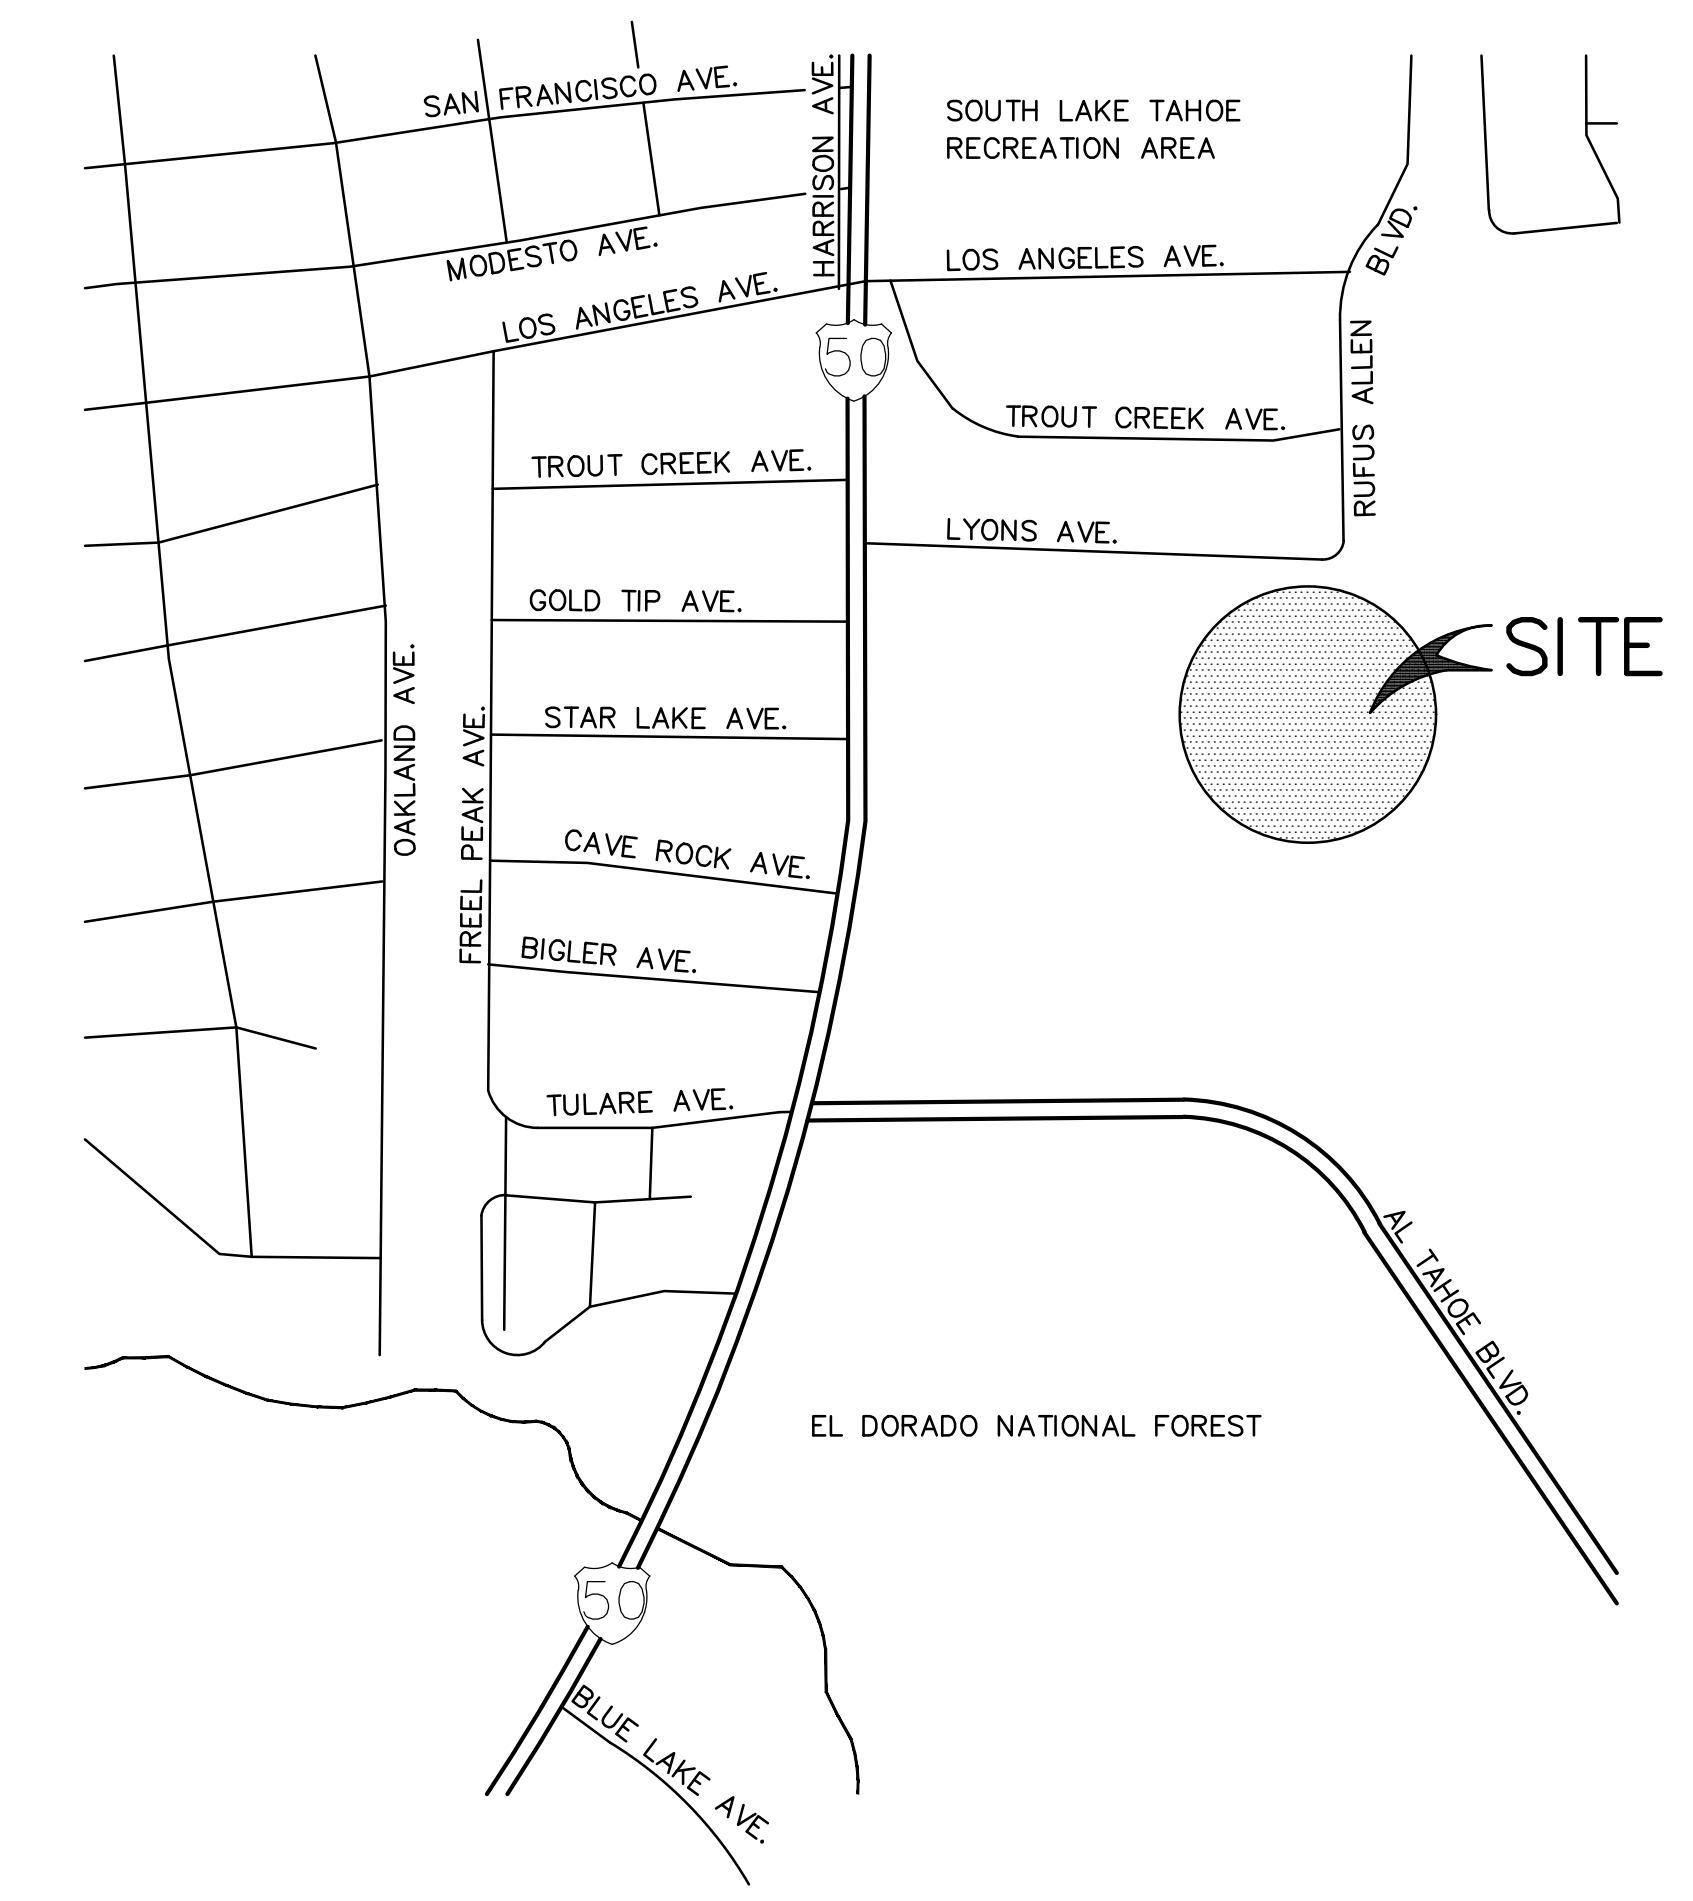 SAN FRANCISCO AVE.
HARRISON AVE.
SOUTH LAKE TAHOE
RECREATION AREA
MODESTO AVE.
LOS ANGELES AVE.
LOS ANGELES AVE.
RUFUS ALLEN
BLVD.
50
TROUT CREEK AVE.
TROUT CREEK AVE.
LYONS AVE.
GOLD TIP AVE.
SITE
OAKLAND AVE.
FREEL PEAK AVE.
STAR LAKE AVE.
CAVE ROCK AVE.
BIGLER AVE.
TULARE AVE.
AL TAHOE BLVD.
EL DORADO NATIONAL FOREST
50
BLUE LAKE AVE.